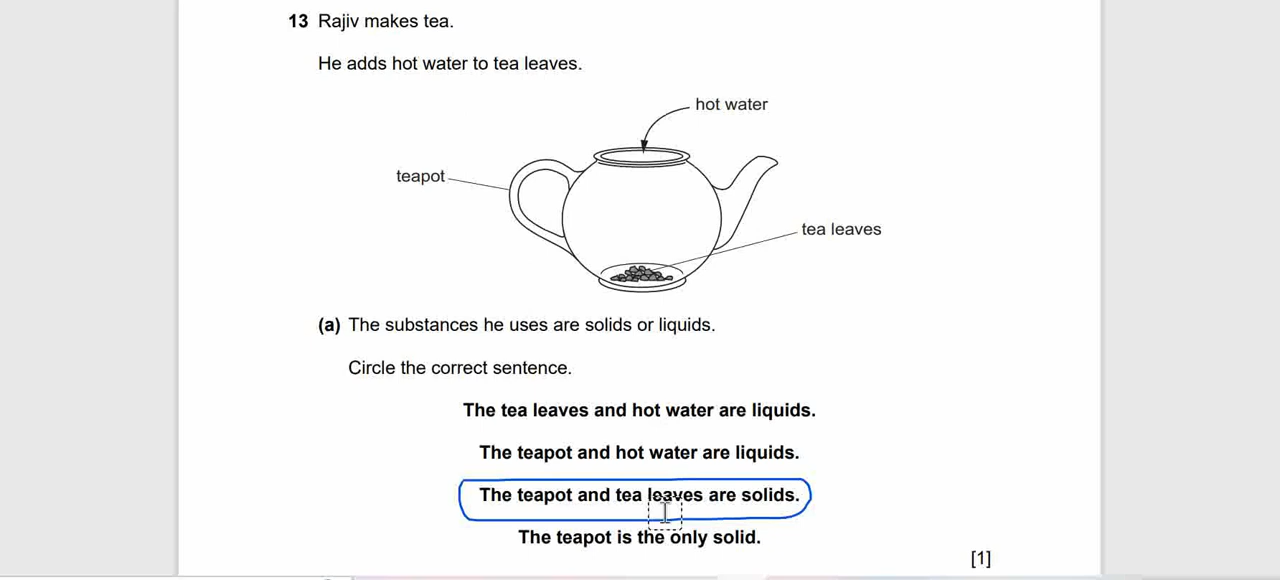 13 Rajiv makes tea.
He adds hot water to tea leaves.
hot water
teapot
tea leaves
(a) The substances he uses are solids or liquids.
Circle the correct sentence.
The tea leaves and hot water are liquids.
The teapot and hot water are liquids.
The teapot and tea leaves are solids.
The teapot is the only solid.
[1]